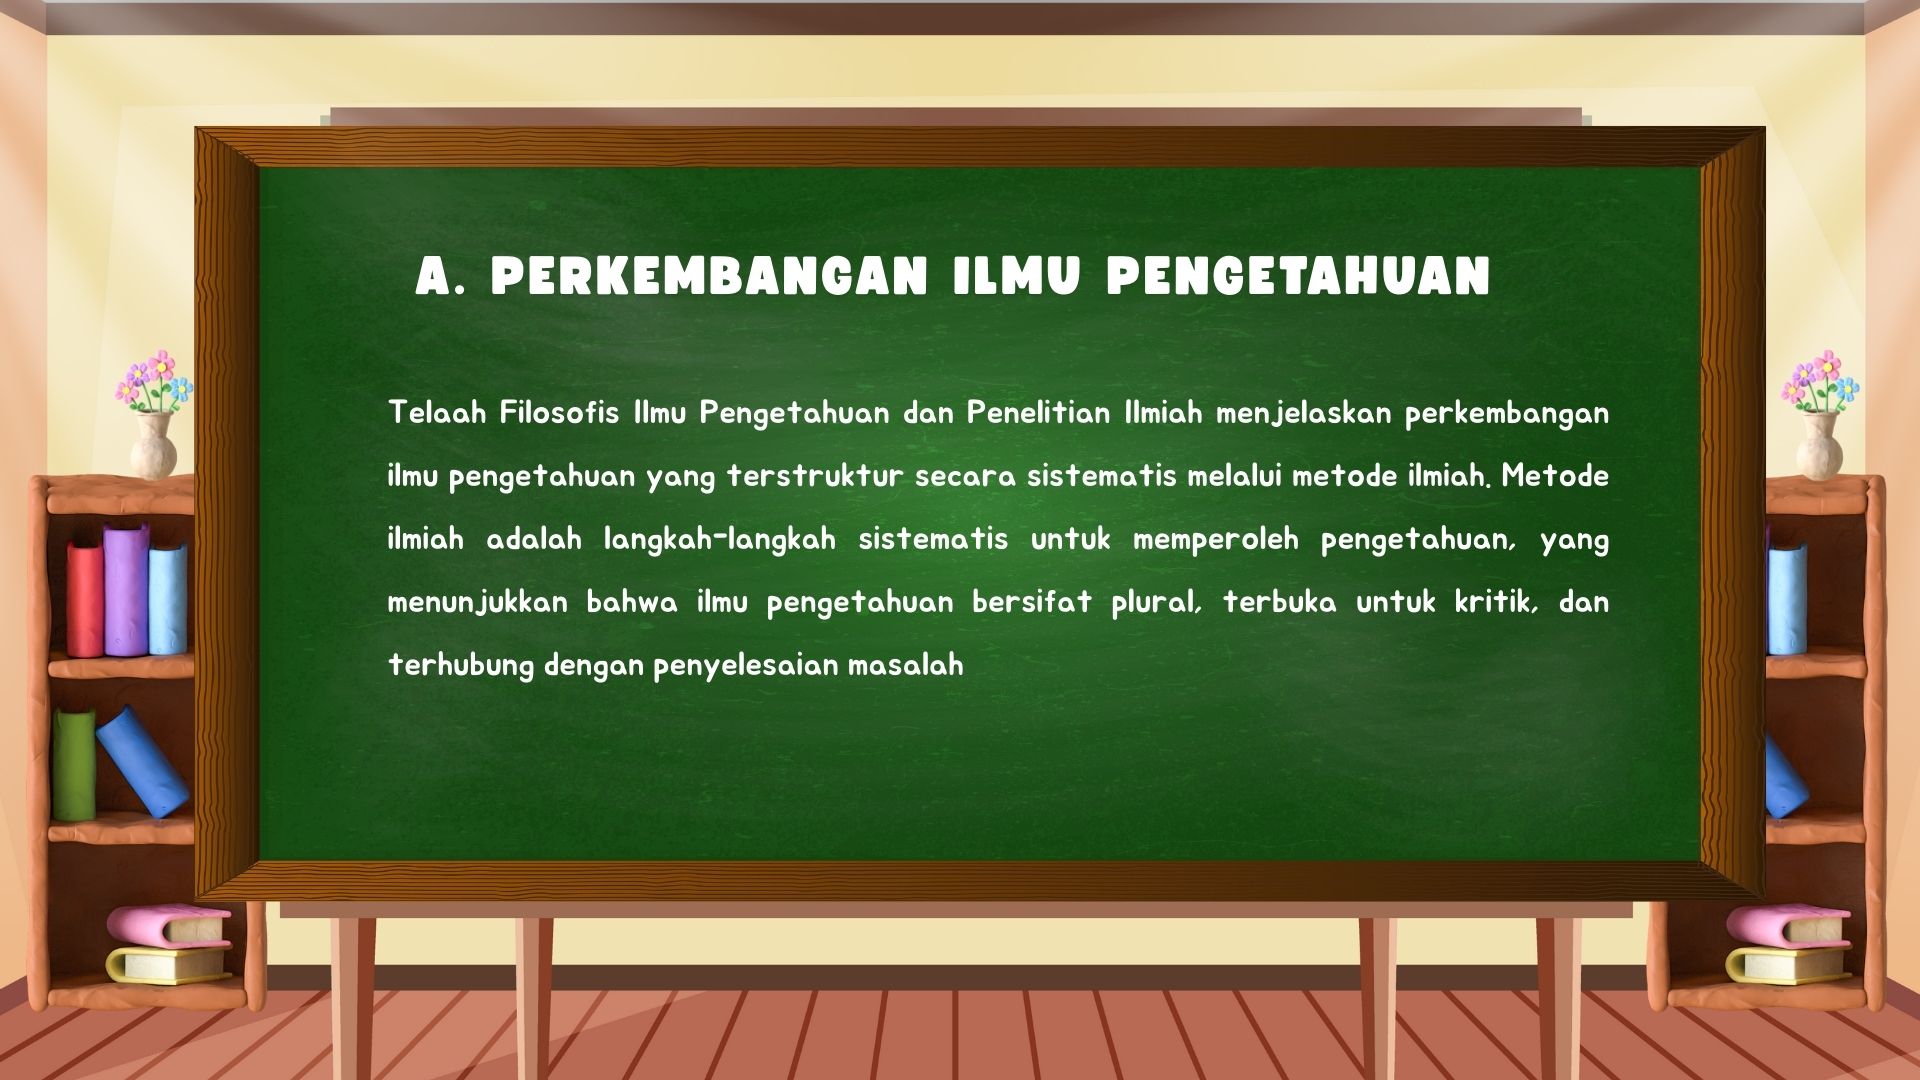 A. PERKEMBANGAN ILMU PENGETAHUAN
Telaah Filosofis Ilmu Pengetahuan dan Penelitian Ilmiah menjelaskan perkembangan
ilmu pengetahuan yang terstruktur secara sistematis melalui metode ilmiah. Metode
ilmiah adalah langkah-langkah sistematis untuk memperoleh pengetahuan, yang
menunjukkan bahwa ilmu pengetahuan bersifat plural, terbuka untuk kritik, dan
terhubung dengan penyelesaian masalah